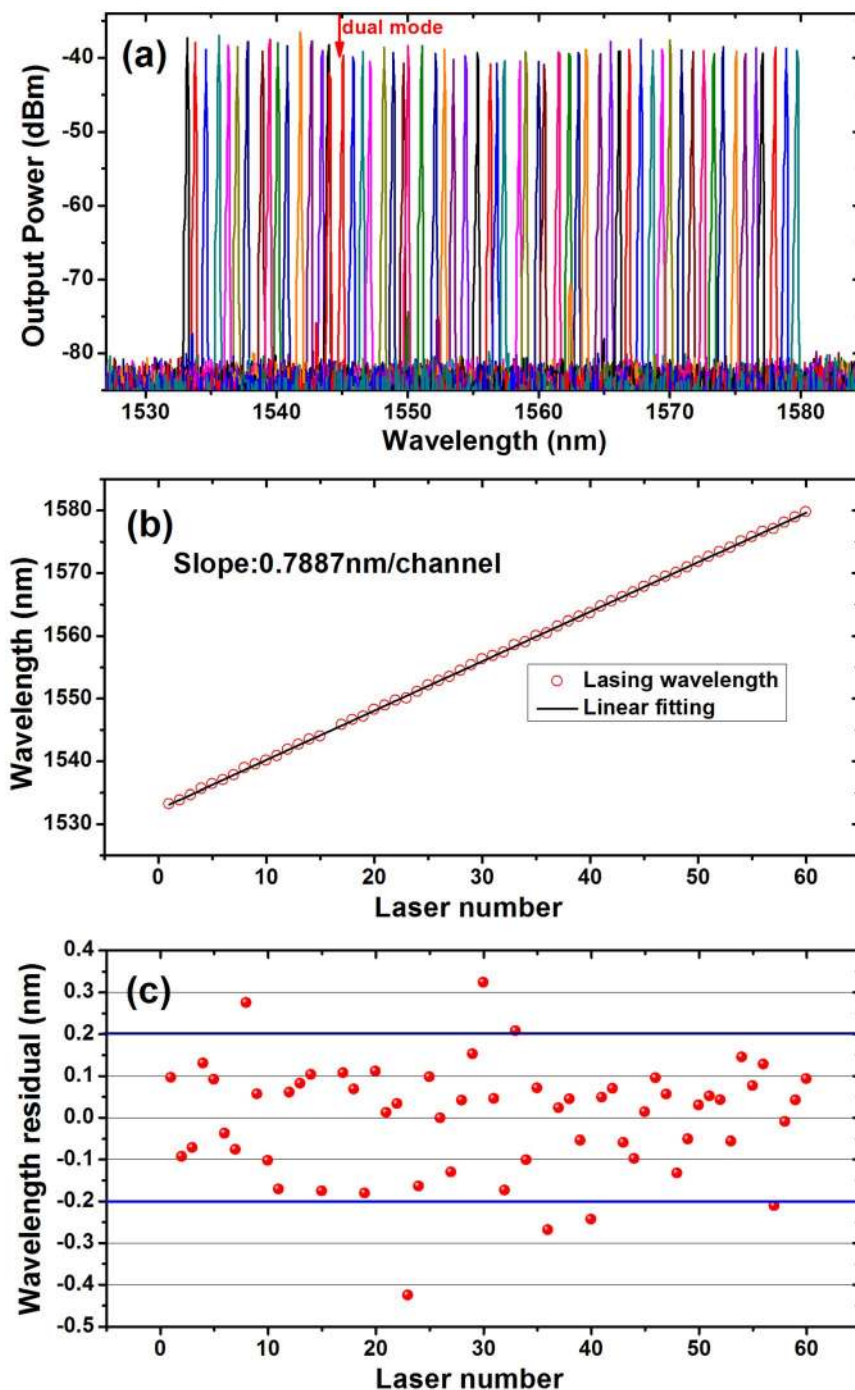 (a)
dual mode
Output Power (dBm)
-40
-50
-60
-70
-80
1530 1540 1550 1560 1570 1580
Wavelength (nm)
(b)
Slope:0.7887nm/channel
Wavelength (nm)
1580
1570
1560
1550
1540
1530
Lasing wavelength
Linear fitting
0 10 20 30 40 50 60
Laser number
(c)
Wavelength residual (nm)
0.4
0.3
0.2
0.1
0.0
-0.1
-0.2
-0.3
-0.4
-0.5
0 10 20 30 40 50 60
Laser number